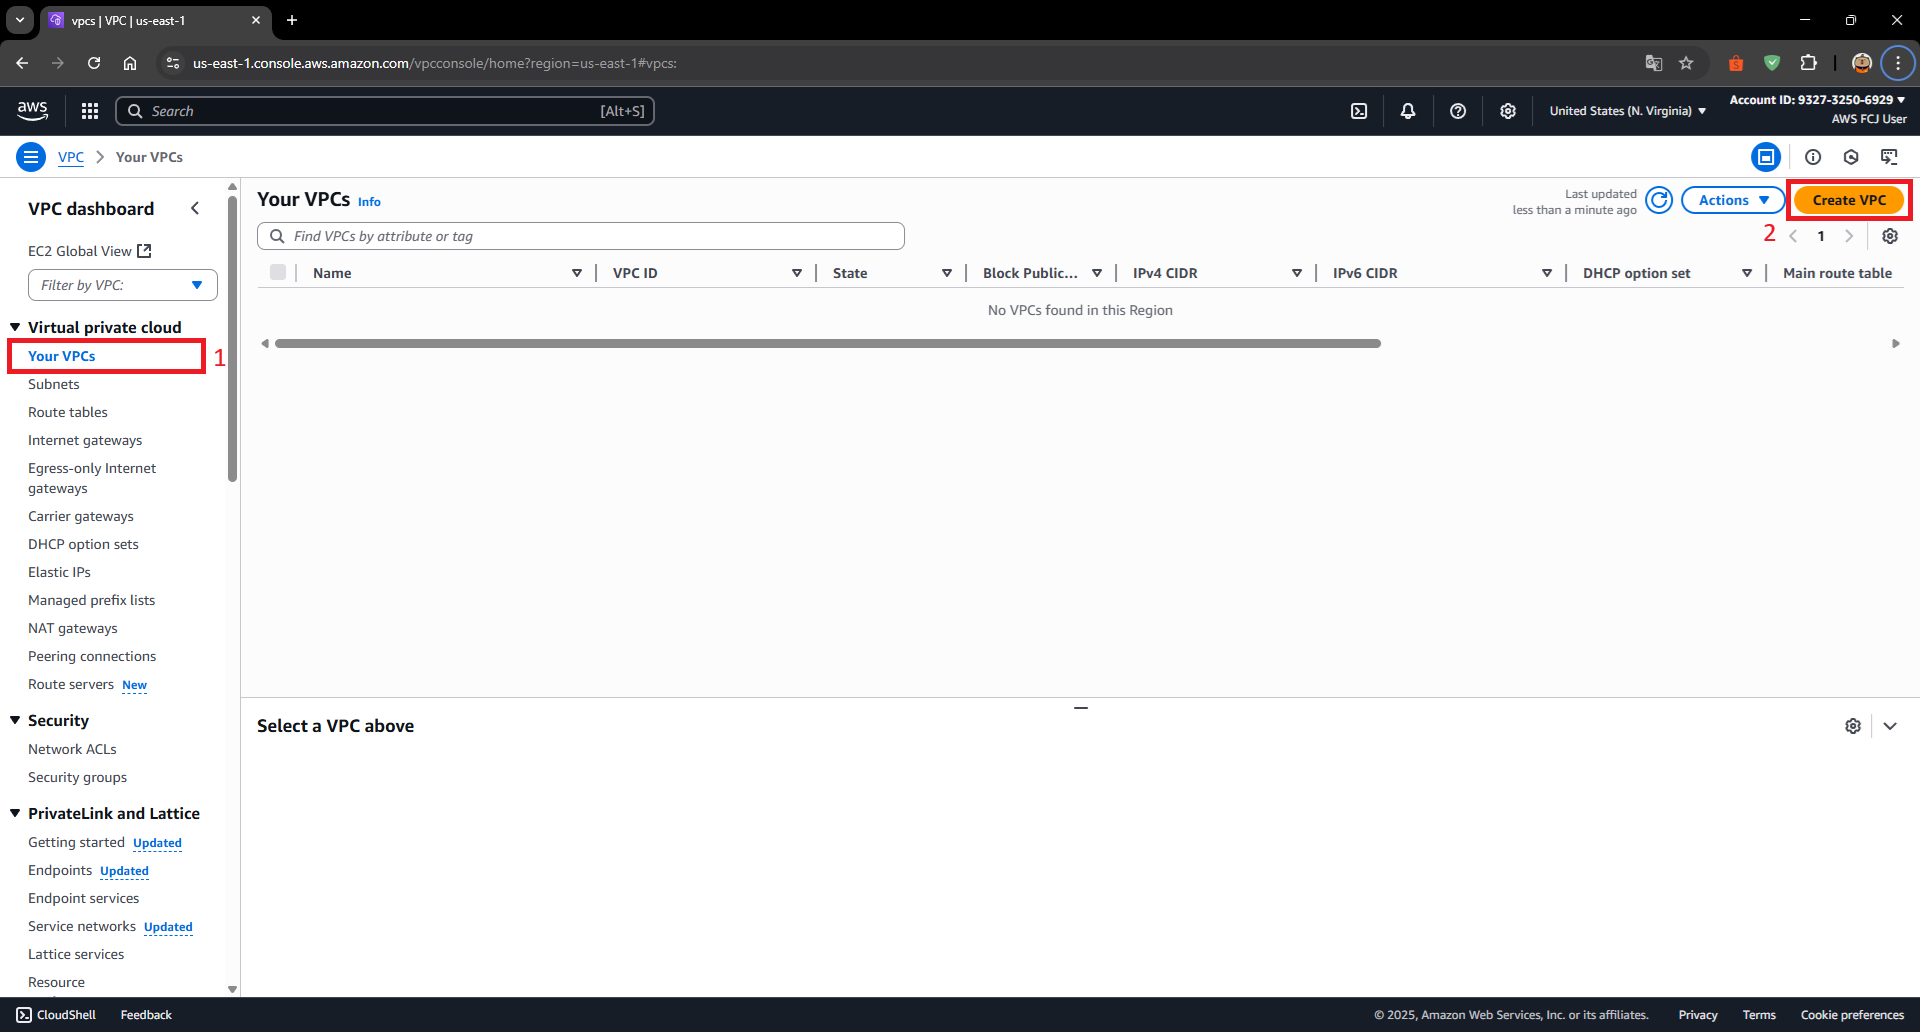 vpcs | VPC | us-east-1
us-east-1.console.aws.amazon.com/vpcconsole/home?region=us-east-1#vpcs:
aws
Search [Alt+S]
United States (N. Virginia)
Account ID: 9327-3250-6929
AWS FCJ User
VPC > Your VPCs
VPC dashboard
EC2 Global View
Filter by VPC:
Virtual private cloud
Your VPCs
1
Subnets
Route tables
Internet gateways
Egress-only Internet
gateways
Carrier gateways
DHCP option sets
Elastic IPs
Managed prefix lists
NAT gateways
Peering connections
Route servers New
Security
Network ACLs
Security groups
PrivateLink and Lattice
Getting started Updated
Endpoints Updated
Endpoint services
Service networks Updated
Lattice services
Resource
Your VPCs Info
Last updated
less than a minute ago
Actions
Create VPC
Find VPCs by attribute or tag
2
1
Name VPC ID State Block Public... IPv4 CIDR IPv6 CIDR DHCP option set Main route table
No VPCs found in this Region
Select a VPC above
CloudShell Feedback
© 2025, Amazon Web Services, Inc. or its affiliates. Privacy Terms Cookie preferences